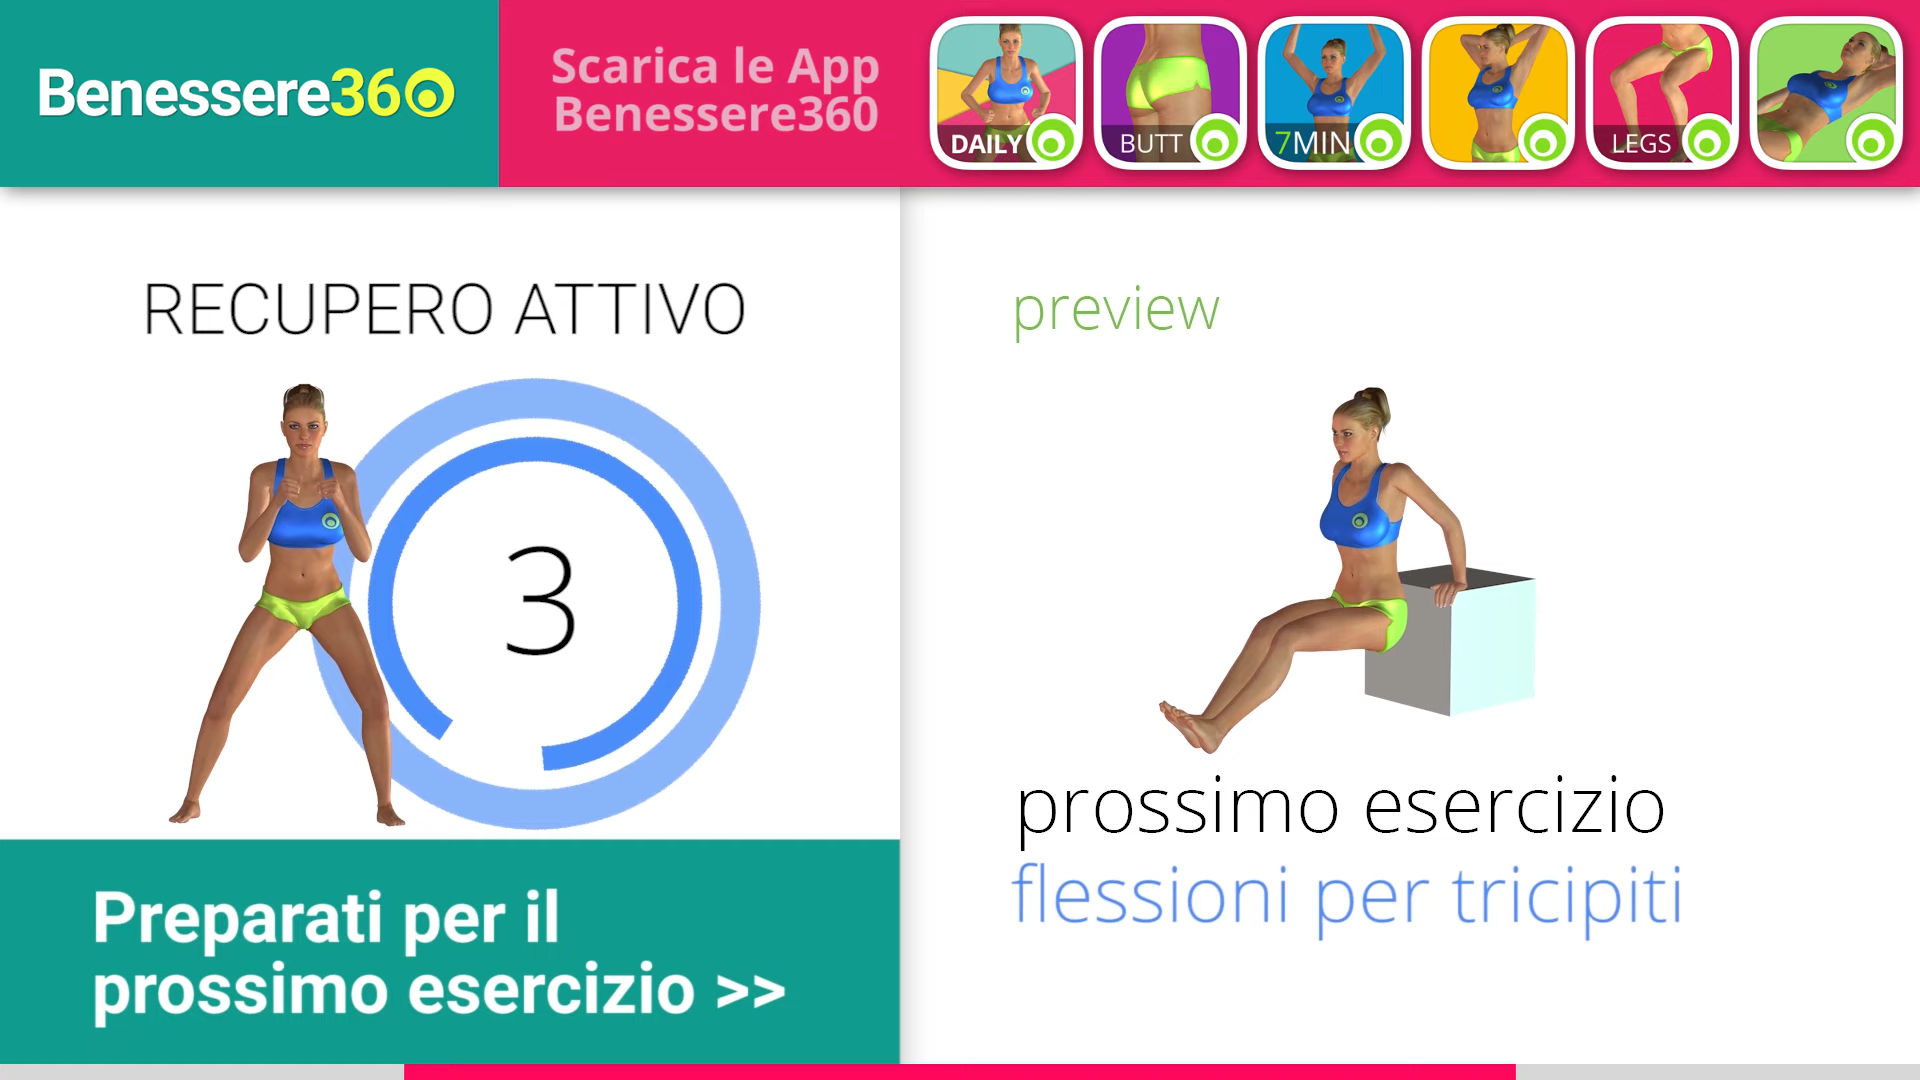 Benessere360
Scarica le App
Benessere360
DAILY
BUTT
7MIN
LEGS
RECUPERO ATTIVO
3
preview
prossimo esercizio
flessioni per tricipiti
Preparati per il
prossimo esercizio >>